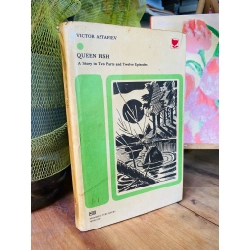 VICTOR ASTAFIEV
QUEEN FISH
A Story in Two Parts and Twelve Episodes